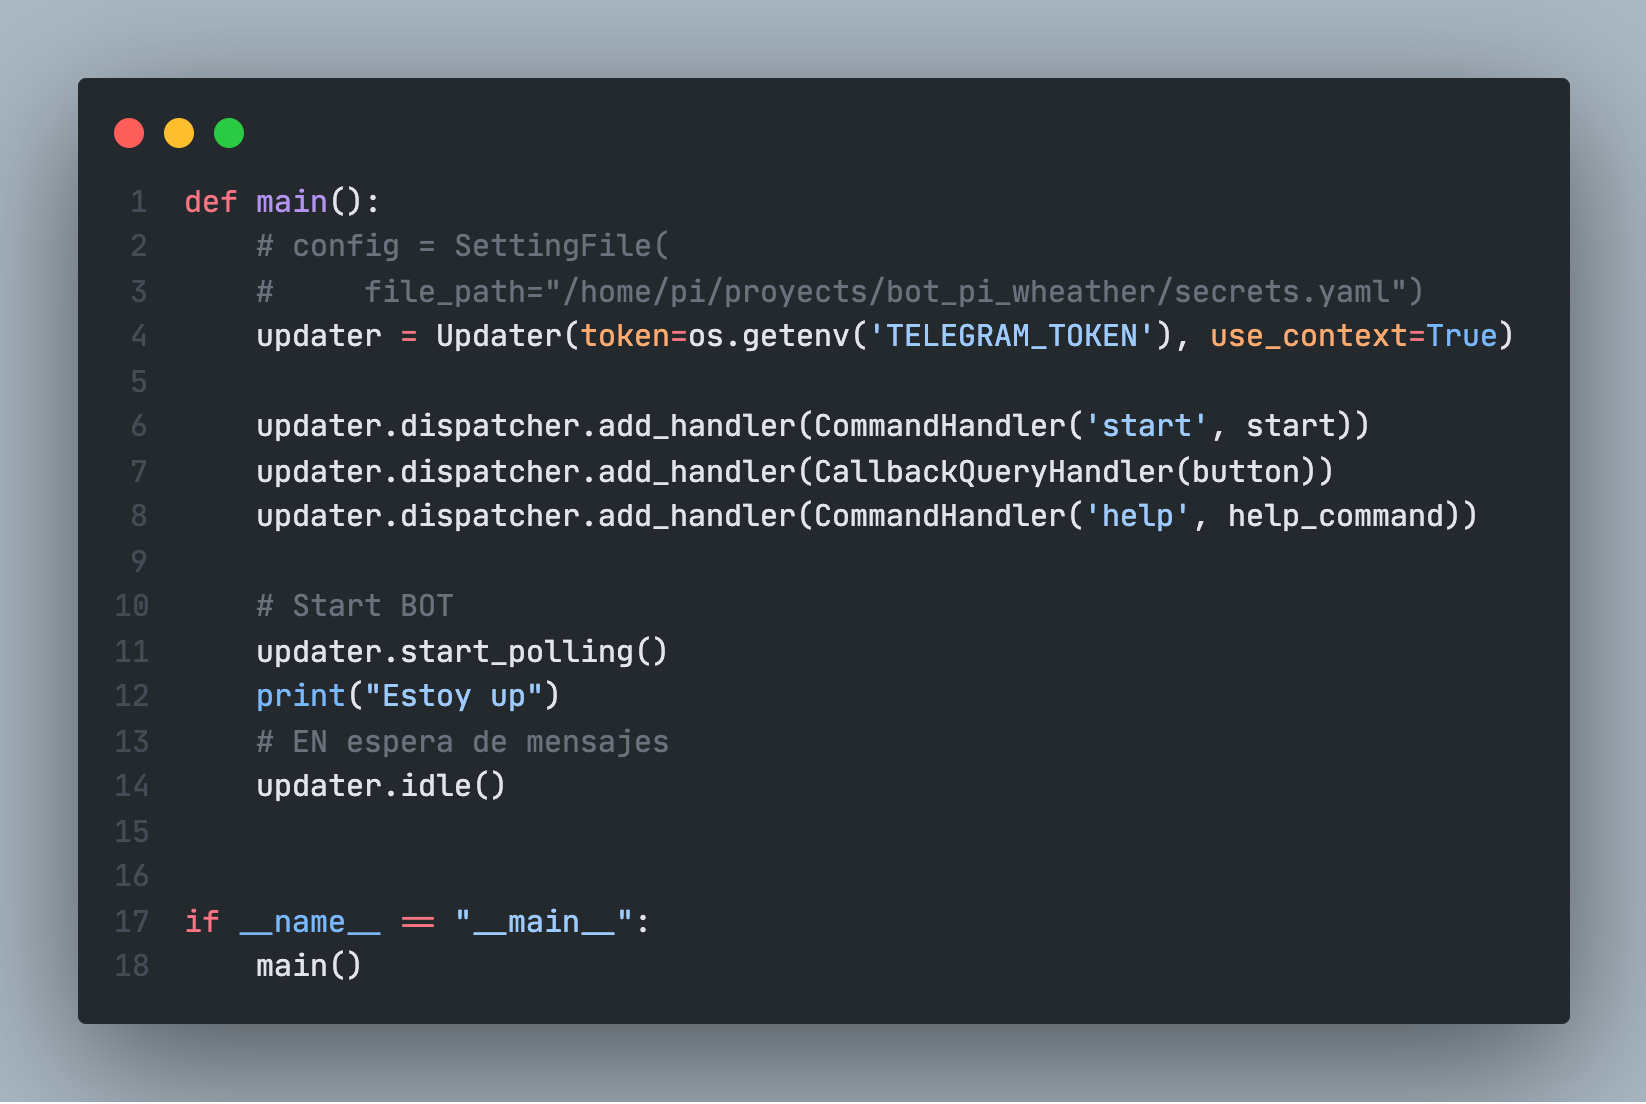 1 def main():
2     # config = SettingFile(
3     #     file_path="/home/pi/proyects/bot_pi_wheather/secrets.yaml")
4     updater = Updater(token=os.getenv('TELEGRAM_TOKEN'), use_context=True)
5
6     updater.dispatcher.add_handler(CommandHandler('start', start))
7     updater.dispatcher.add_handler(CallbackQueryHandler(button))
8     updater.dispatcher.add_handler(CommandHandler('help', help_command))
9
10     # Start BOT
11     updater.start_polling()
12     print("Estoy up")
13     # EN espera de mensajes
14     updater.idle()
15
16
17 if __name__ == "__main__":
18     main()